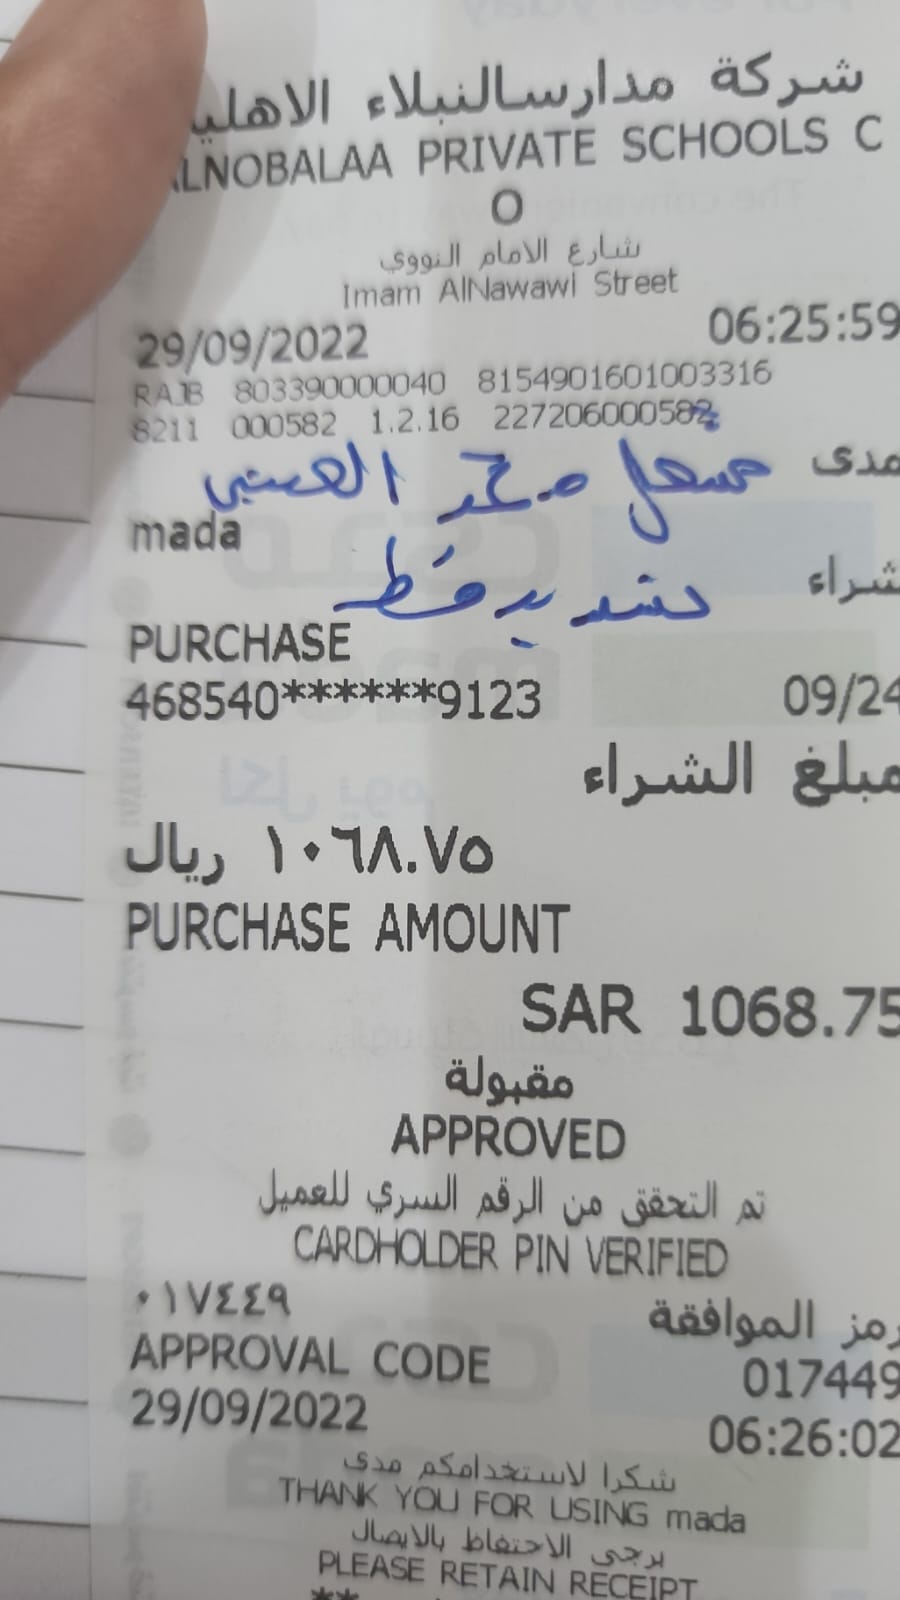 شركة مدارسالنبلاء الاهلي
ALNOBALAA PRIVATE SCHOOLS C
O
شارع الامام النووي
Imam AlNawawi Street
29/09/2022 06:25:59
RAJB 803390000040 8154901601003316
8211 000582 1.2.16 227206000582
مدى
مشعل محمد العتيبي
mada
شراء
فقط
PURCHASE
468540******9123 09/24
مبلغ الشراء
١٠٦٨.٧٥ ريال
PURCHASE AMOUNT
SAR 1068.75
مقبولة
APPROVED
تم التحقق من الرقم السري للعميل
CARDHOLDER PIN VERIFIED
رمز الموافقة ٠١٧٤٤٩
APPROVAL CODE 017449
29/09/2022 06:26:02
شكرا لاستخدامكم مدى
THANK YOU FOR USING mada
يرجى الاحتفاظ بالايصال
PLEASE RETAIN RECEIPT